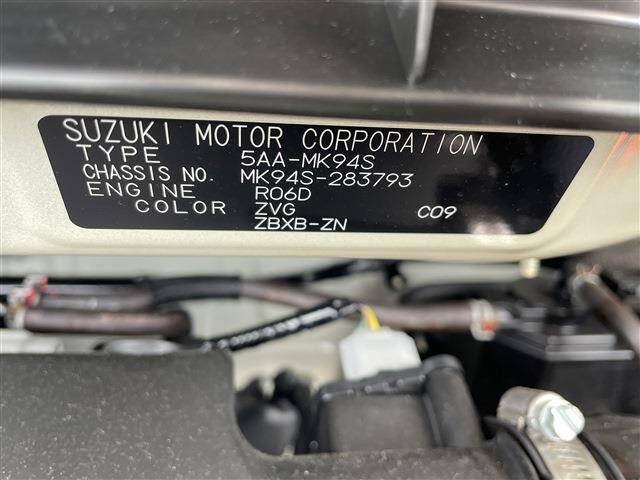 SUZUKI MOTOR CORPORATION
TYPE 5AA-MK94S
CHASSIS NO. MK94S-283793
ENGINE R06D
COLOR ZVG C09
ZBXB-ZN